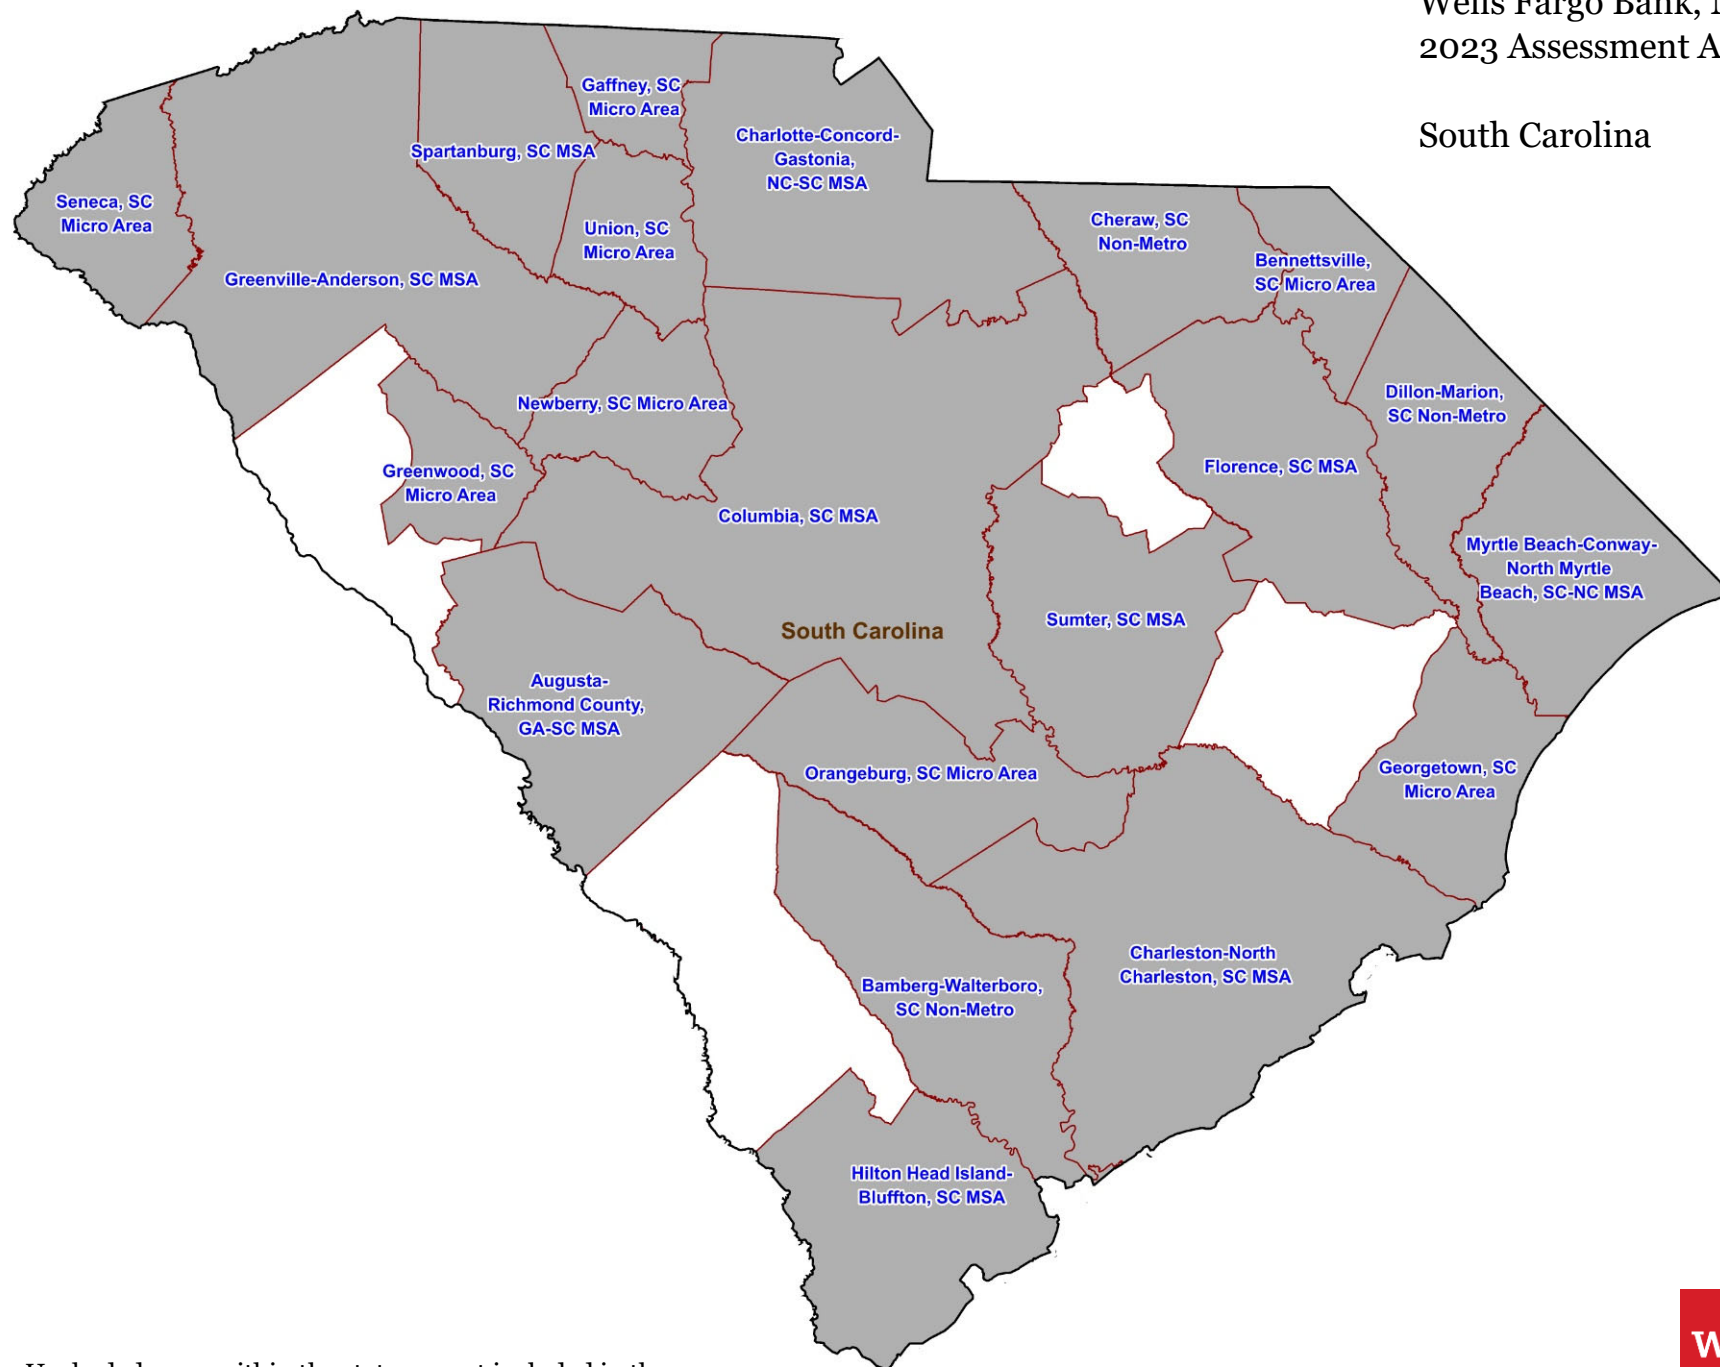 Wells Fargo Bank,
2023 Assessment
South Carolina
Gaffney, SC
Micro Area
Charlotte-Concord-
Gastonia,
NC-SC MSA
Spartanburg, SC MSA
Seneca, SC
Micro Area
Union, SC
Micro Area
Cheraw, SC
Non-Metro
Bennettsville,
SC Micro Area
Greenville-Anderson, SC MSA
Newberry, SC Micro Area
Dillon-Marion,
SC Non-Metro
Greenwood, SC
Micro Area
Florence, SC MSA
Columbia, SC MSA
Myrtle Beach-Conway-
North Myrtle
Beach, SC-NC MSA
Sumter, SC MSA
South Carolina
Augusta-
Richmond County,
GA-SC MSA
Orangeburg, SC Micro Area
Georgetown, SC
Micro Area
Charleston-North
Charleston, SC MSA
Bamberg-Walterboro,
SC Non-Metro
Hilton Head Island-
Bluffton, SC MSA
W